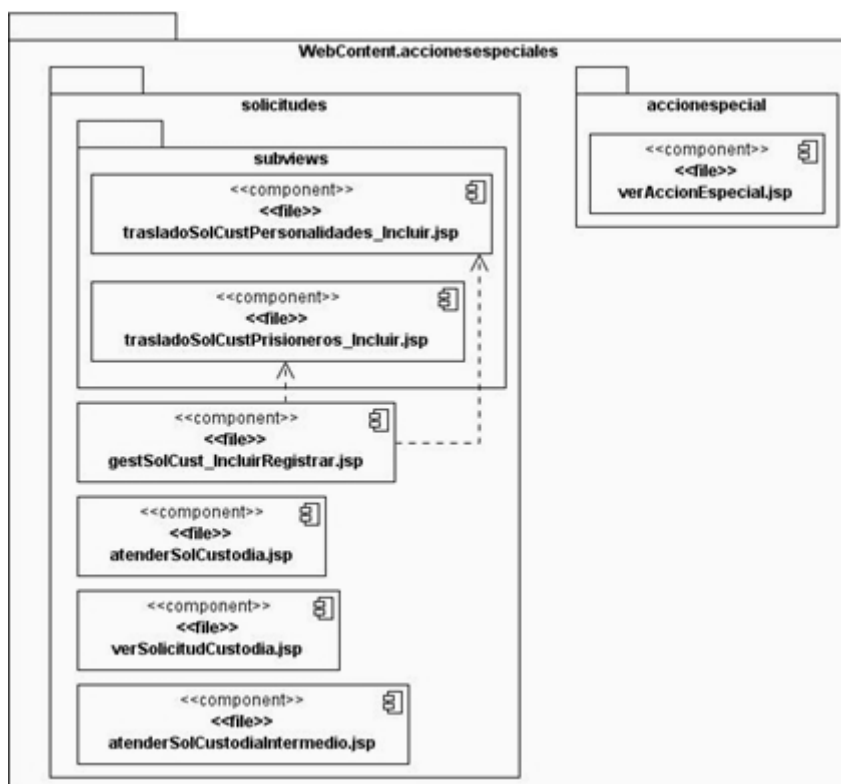 WebContent.accionesespeciales
solicitudes
subviews
<<component>>
<<file>>
trasladoSolCustPersonalidades_Incluir.jsp
<<component>>
<<file>>
trasladoSolCustPrisioneros_Incluir.jsp
<<component>>
<<file>>
gestSolCust_IncluirRegistrar.jsp
<<component>>
<<file>>
atenderSolCustodia.jsp
<<component>>
<<file>>
verSolicitudCustodia.jsp
<<component>>
<<file>>
atenderSolCustodiaIntermedio.jsp
accionespecial
<<component>>
<<file>>
verAccionEspecial.jsp